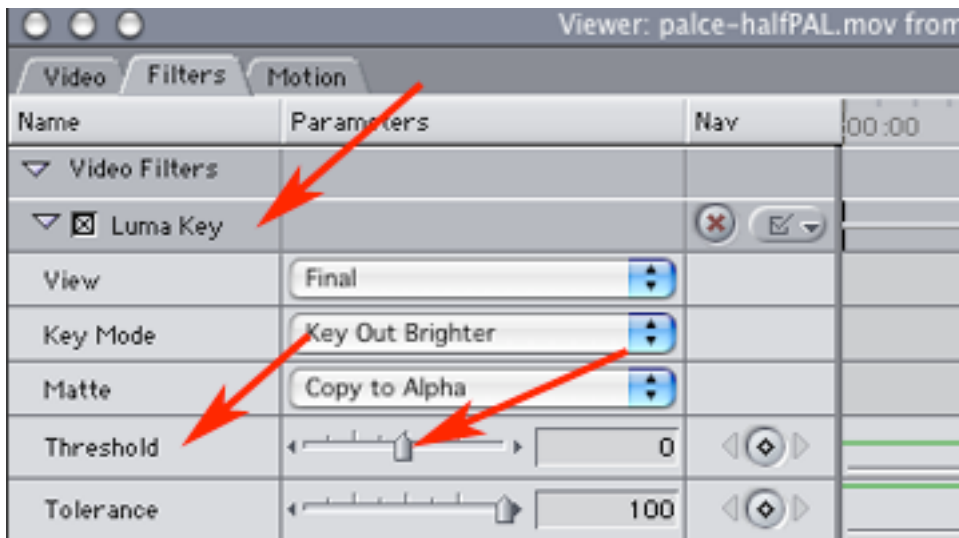 Viewer: palce-halfPAL.mov from
Video Filters Motion
Name Parameters Nav 00:00
Video Filters
Luma Key
View Final
Key Mode Key Out Brighter
Matte Copy to Alpha
Threshold 0
Tolerance 100